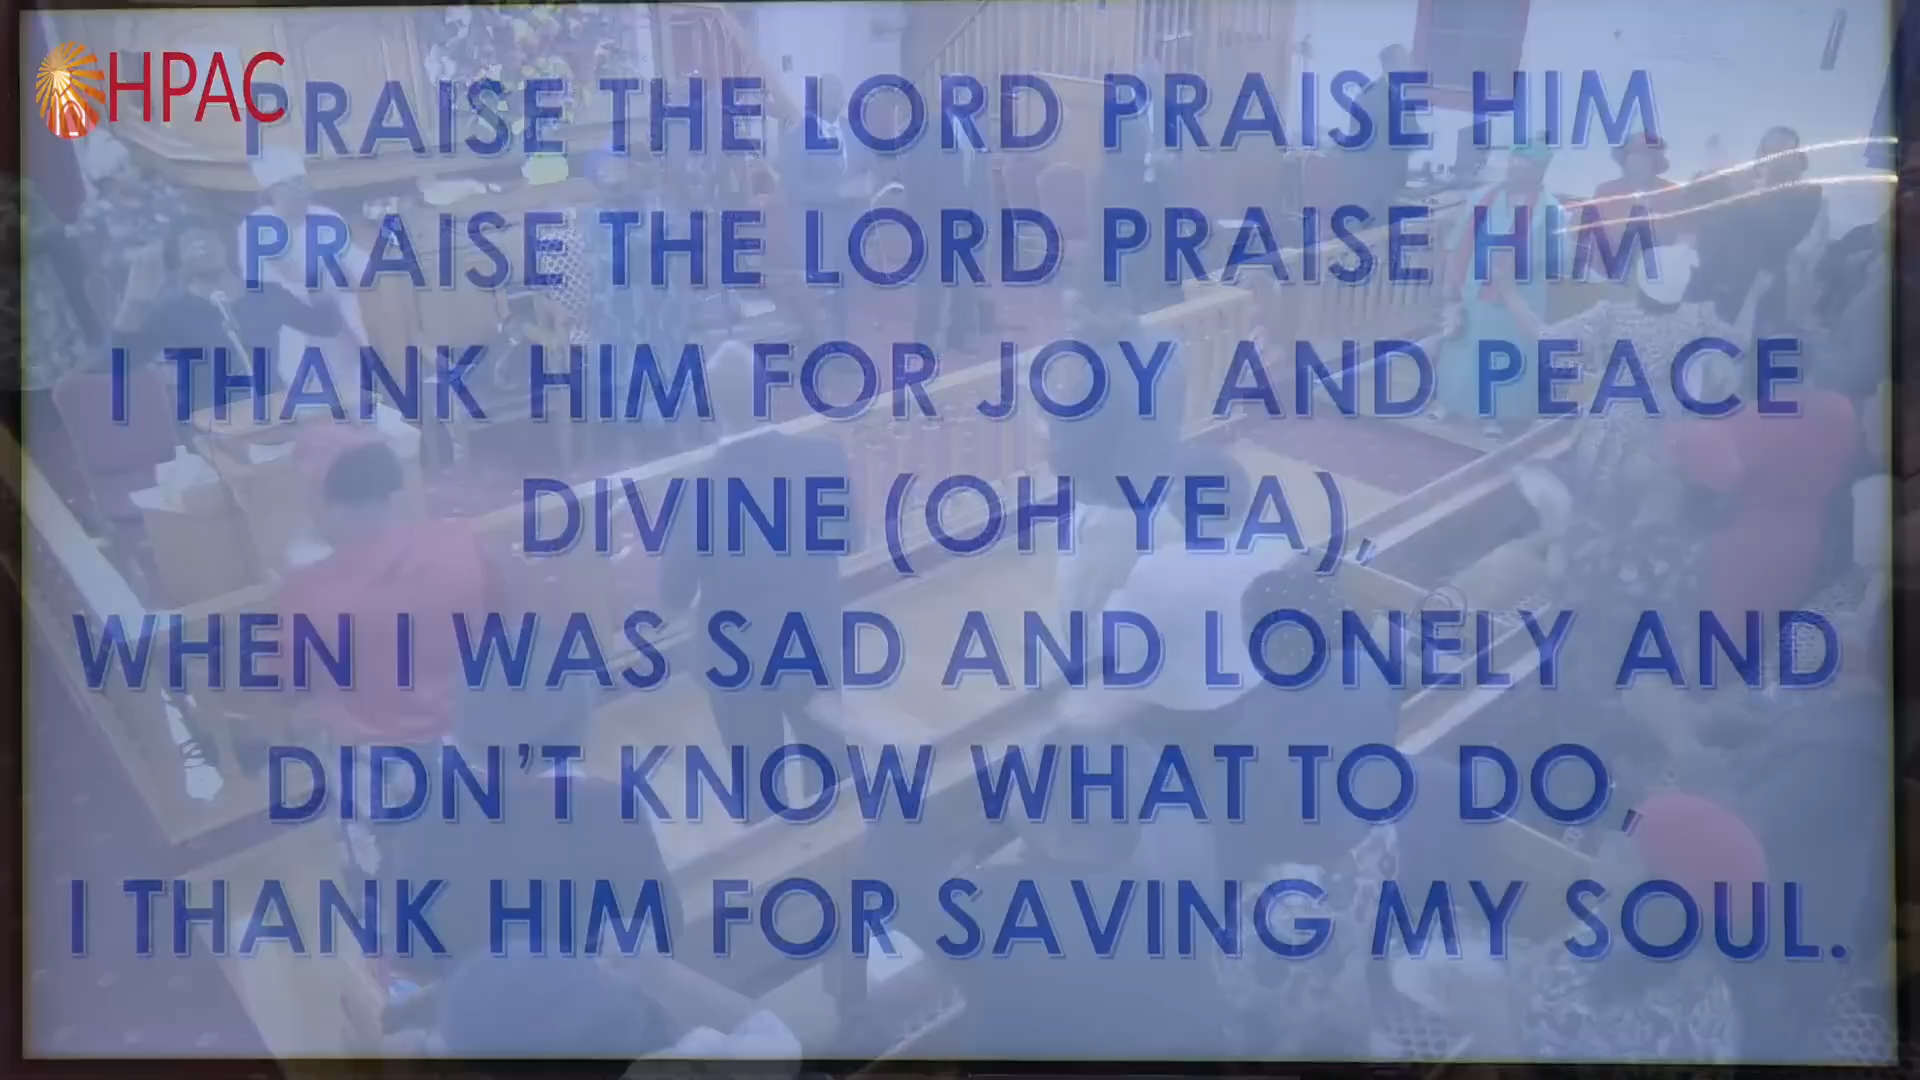 HPAC
PRAISE THE LORD PRAISE HIM
PRAISE THE LORD PRAISE HIM
I THANK HIM FOR JOY AND PEACE
DIVINE (OH YEA),
WHEN I WAS SAD AND LONELY AND
DIDN'T KNOW WHAT TO DO,
I THANK HIM FOR SAVING MY SOUL.